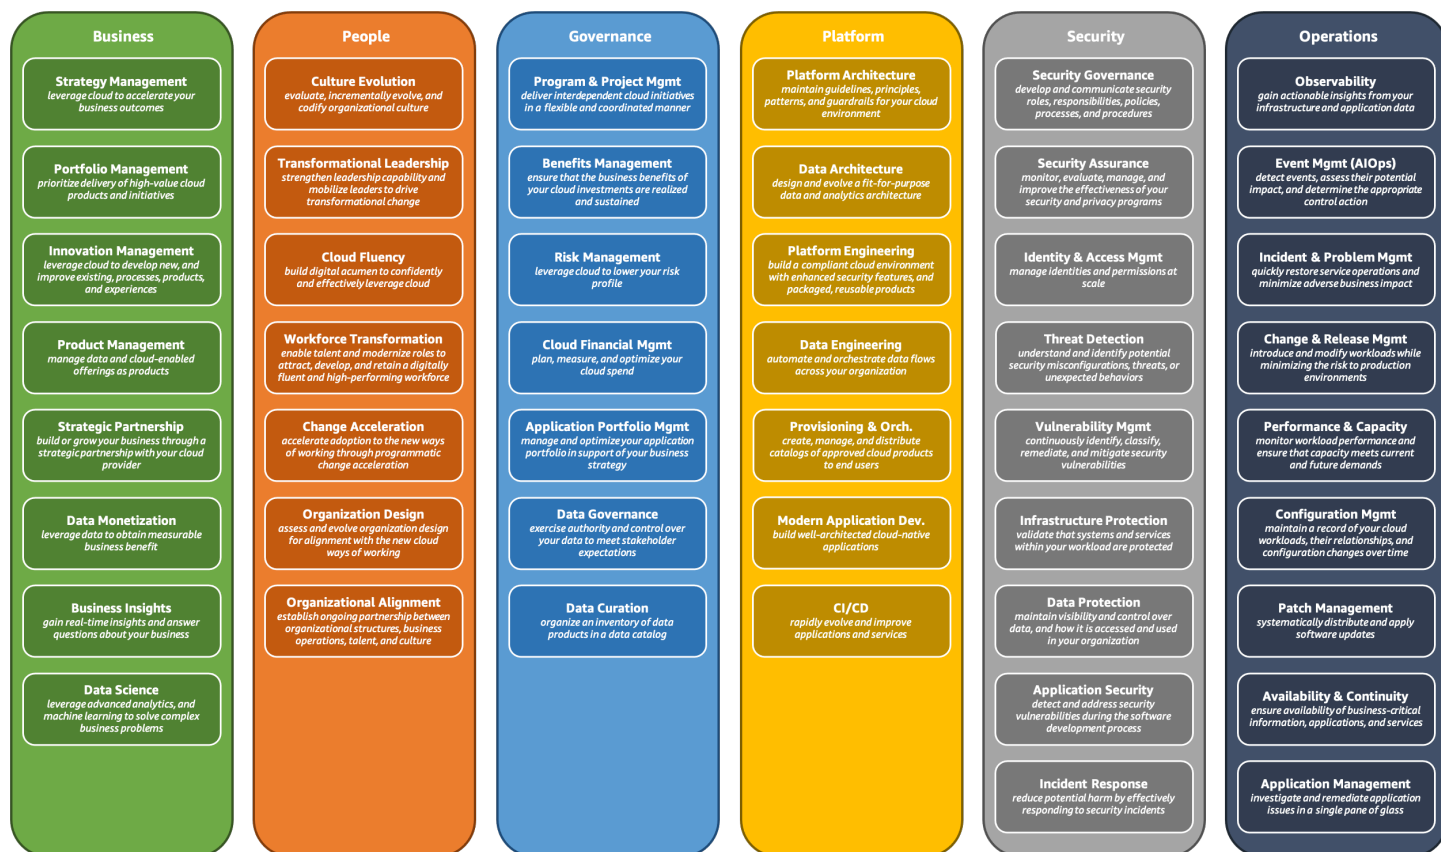 Business
Strategy Management
leverage cloud to accelerate your
business outcomes
Portfolio Management
prioritize delivery of high-value cloud
products and initiatives
Innovation Management
leverage cloud to develop new, and
improve existing, processes, products,
and experiences
Product Management
manage data and cloud-enabled
offerings as products
Strategic Partnership
build or grow your business through a
strategic partnership with your cloud
provider
Data Monetization
leverage data to obtain measurable
business benefit
Business Insights
gain real-time insights and answer
questions about your business
Data Science
leverage advanced analytics, and
machine learning to solve complex
business problems
People
Culture Evolution
evaluate, incrementally evolve, and
codify organizational culture
Transformational Leadership
strengthen leadership capability and
mobilize leaders to drive
transformational change
Cloud Fluency
build digital acumen to confidently
and effectively leverage cloud
Workforce Transformation
enable talent and modernize roles to
attract, develop, and retain a digitally
fluent and high-performing workforce
Change Acceleration
accelerate adoption to the new ways
of working through programmatic
change acceleration
Organization Design
assess and evolve organization design
for alignment with the new cloud
ways of working
Organizational Alignment
establish ongoing partnership between
organizational structures, business
operations, talent, and culture
Governance
Program & Project Mgmt
deliver interdependent cloud initiatives
in a flexible and coordinated manner
Benefits Management
ensure that the business benefits of
your cloud investments are realized
and sustained
Risk Management
leverage cloud to lower your risk
profile
Cloud Financial Mgmt
plan, measure, and optimize your
cloud spend
Application Portfolio Mgmt
manage and optimize your application
portfolio in support of your business
strategy
Data Governance
exercise authority and control over
your data to meet stakeholder
expectations
Data Curation
organize an inventory of data
products in a data catalog
Platform
Platform Architecture
maintain guidelines, principles,
patterns, and guardrails for your cloud
environment
Data Architecture
design and evolve a fit-for-purpose
data and analytics architecture
Platform Engineering
build a compliant cloud environment
with enhanced security features, and
packaged, reusable products
Data Engineering
automate and orchestrate data flows
across your organization
Provisioning & Orch.
create, manage, and distribute
catalogs of approved cloud products
to end users
Modern Application Dev.
build well-architected cloud-native
applications
CI/CD
rapidly evolve and improve
applications and services
Security
Security Governance
develop and communicate security
roles, responsibilities, policies,
processes, and procedures
Security Assurance
monitor, evaluate, manage, and
improve the effectiveness of your
security and privacy programs
Identity & Access Mgmt
manage identities and permissions at
scale
Threat Detection
understand and identify potential
security misconfigurations, threats, or
unexpected behaviors
Vulnerability Mgmt
continuously identify, classify,
remediate, and mitigate security
vulnerabilities
Infrastructure Protection
validate that systems and services
within your workload are protected
Data Protection
maintain visibility and control over
data, and how it is accessed and used
in your organization
Application Security
detect and address security
vulnerabilities during the software
development process
Incident Response
reduce potential harm by effectively
responding to security incidents
Operations
Observability
gain actionable insights from your
infrastructure and application data
Event Mgmt (AIOps)
detect events, assess their potential
impact, and determine the appropriate
control action
Incident & Problem Mgmt
quickly restore service operations and
minimize adverse business impact
Change & Release Mgmt
introduce and modify workloads while
minimizing the risk to production
environments
Performance & Capacity
monitor workload performance and
ensure that capacity meets current
and future demands
Configuration Mgmt
maintain a record of your cloud
workloads, their relationships, and
configuration changes over time
Patch Management
systematically distribute and apply
software updates
Availability & Continuity
ensure availability of business-critical
information, applications, and services
Application Management
investigate and remediate application
issues in a single pane of glass